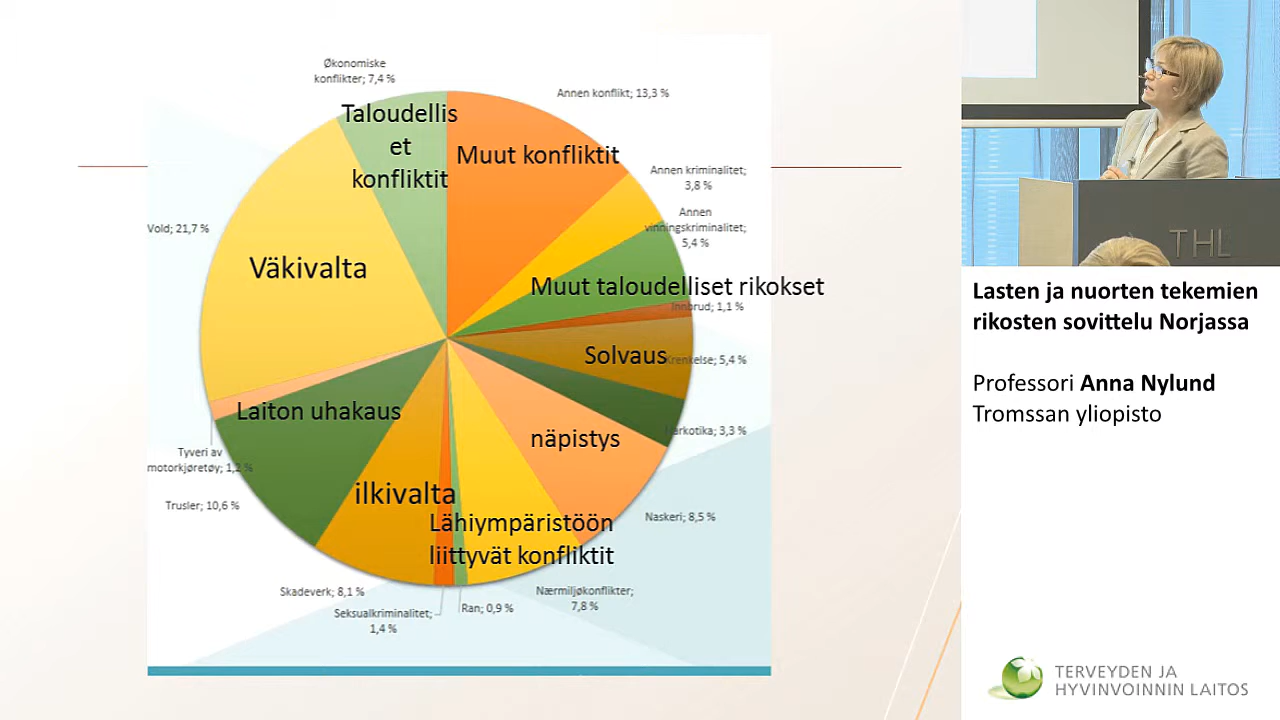 Økonomiske
konflikter; 7,4 %
Annen konflikt; 13,3 %
Taloudellis
et
konfliktit
Muut konfliktit
Annen kriminalitet;
3,8 %
Annen
vinningskriminalitet;
5,4 %
Vold; 21,7 %
Väkivalta
Muut taloudelliset rikokset
Innbrud; 1,1 %
Solvaus
Krenkelse; 5,4 %
Laiton uhakaus
Narkotika; 3,3 %
näpistys
Tyveri av
motorkjøretøy; 1,2 %
Trusler; 10,6 %
ilkivalta
Naskeri; 8,5 %
Lähiympäristöön
liittyvät konfliktit
Skadeverk; 8,1 %
Seksualkriminalitet;
1,4 %
Ran; 0,9 %
Nærmiljøkonflikter;
7,8 %
THL
Lasten ja nuorten tekemien
rikosten sovittelu Norjassa
Professori Anna Nylund
Tromssan yliopisto
TERVEYDEN JA
HYVINVOINNIN LAITOS